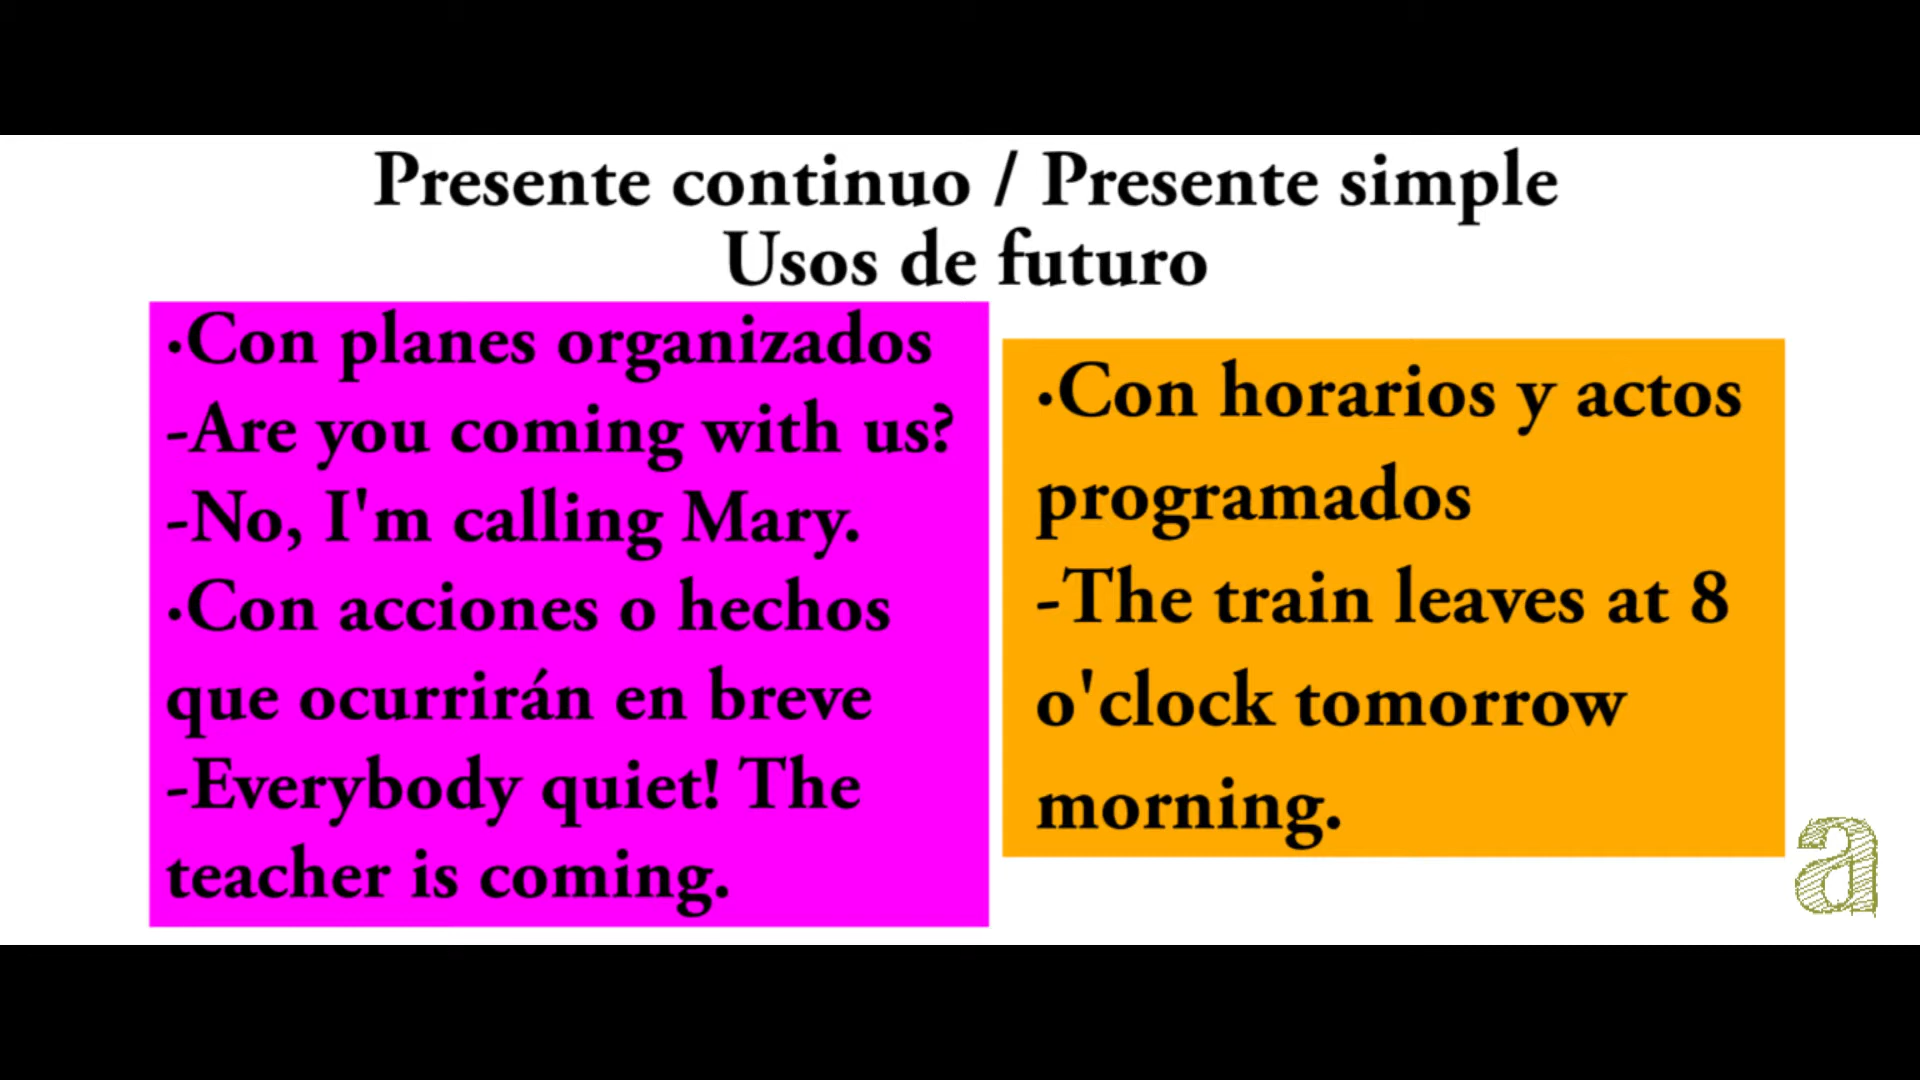 Presente continuo / Presente simple
Usos de futuro
·Con planes organizados
-Are you coming with us?
-No, I'm calling Mary.
·Con acciones o hechos
que ocurrirán en breve
-Everybody quiet! The
teacher is coming.
·Con horarios y actos
programados
-The train leaves at 8
o'clock tomorrow
morning.
a